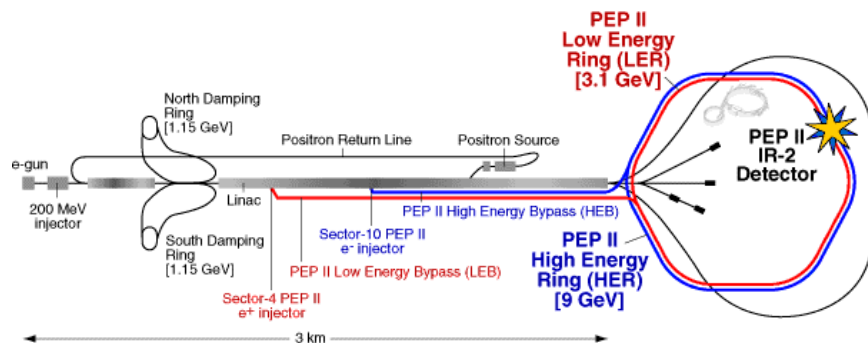 PEP II
Low Energy
Ring (LER)
[3.1 GeV]
North Damping
Ring
[1.15 GeV]
Positron Return Line
Positron Source
e-gun
PEP II
IR-2
Detector
Linac
200 MeV
injector
PEP II High Energy Bypass (HEB)
Sector-10 PEP II
e- injector
South Damping
Ring
[1.15 GeV]
PEP II Low Energy Bypass (LEB)
PEP II
High Energy
Ring (HER)
[9 GeV]
Sector-4 PEP II
e+ injector
3 km